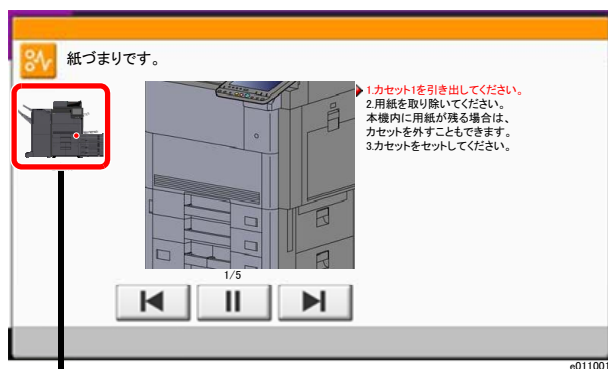 紙づまりです。
1.カセット1を引き出してください。
2.用紙を取り除いてください。
本機内に用紙が残る場合は、
カセットを外すこともできます。
3.カセットをセットしてください。
1/5
e011001